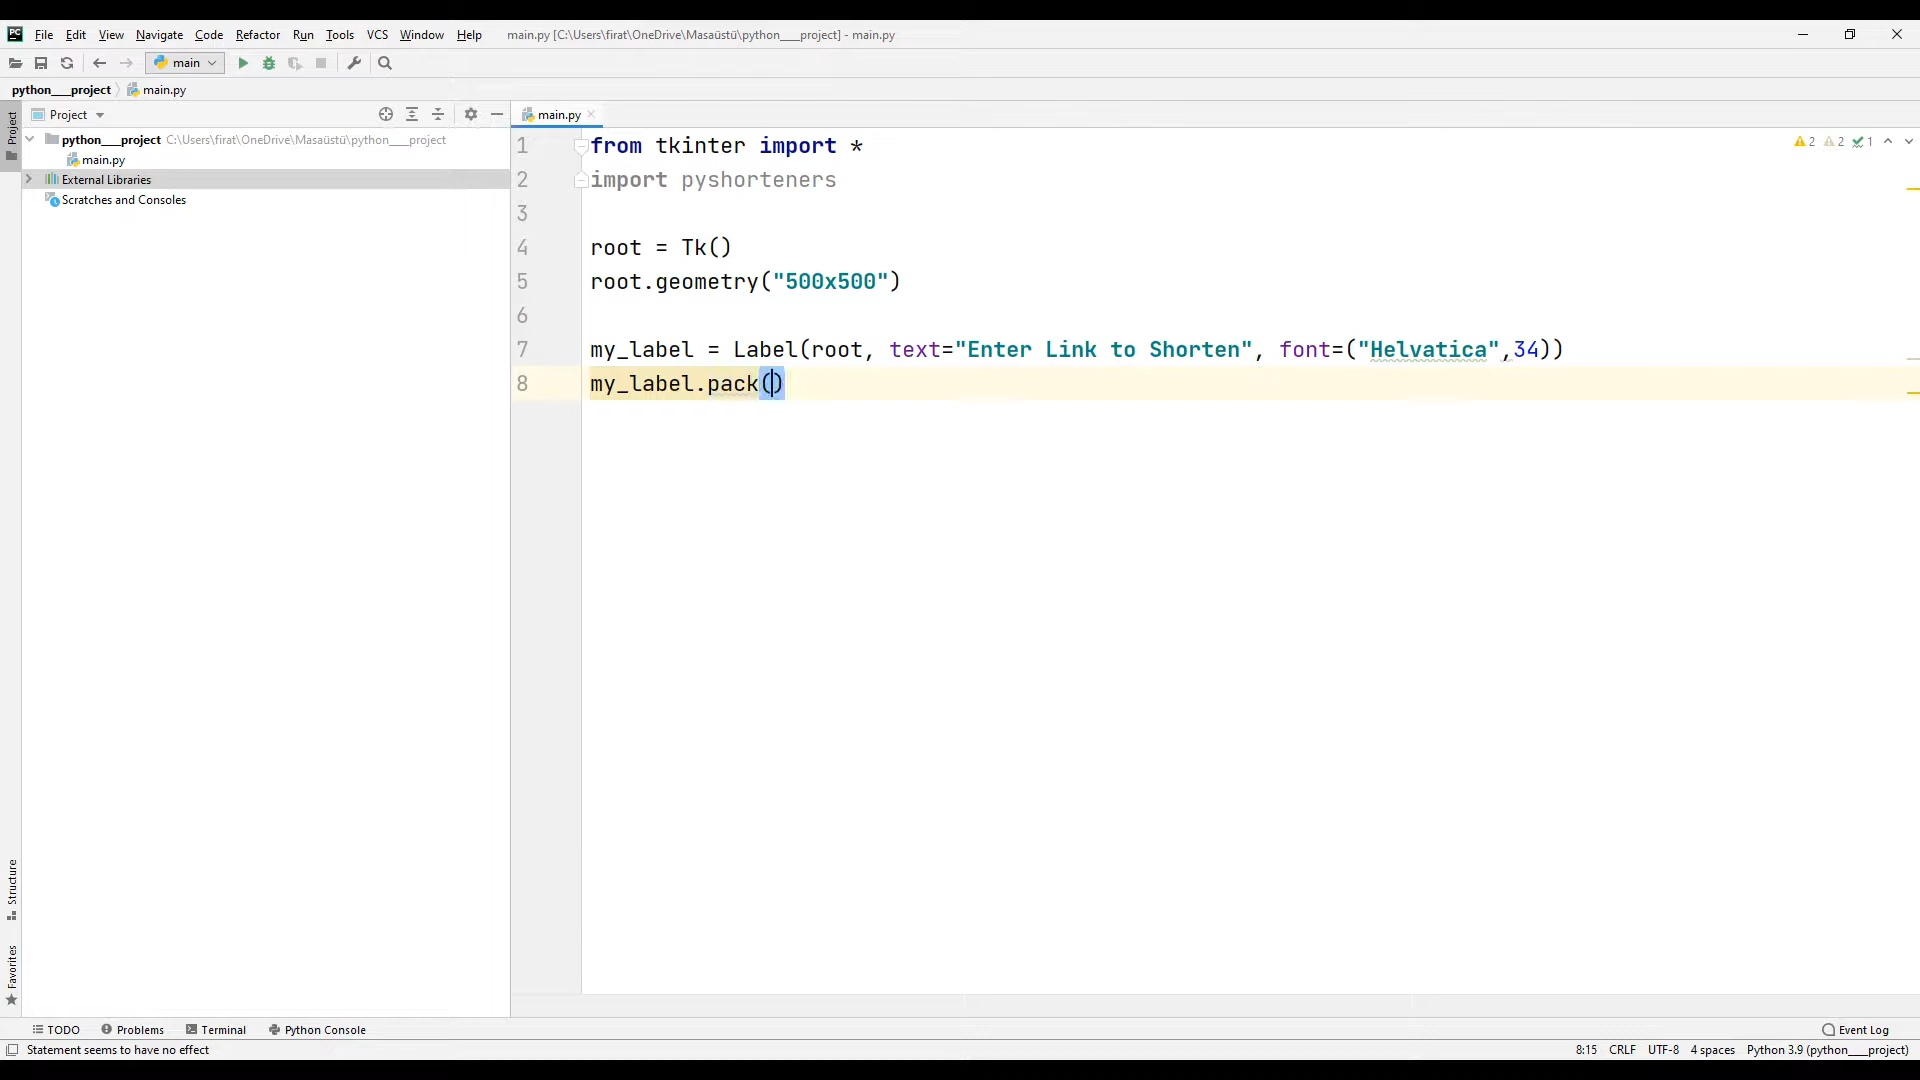 File Edit View Navigate Code Refactor Run Tools VCS Window Help main.py [C:\Users\firat\OneDrive\Masaüstü\python___project] - main.py
main
python___project main.py
Project main.py
python___project C:\Users\firat\OneDrive\Masaüstü\python___project
main.py
External Libraries
Scratches and Consoles
Project
Structure
Favorites
1 from tkinter import *
2 import pyshorteners
3
4 root = Tk()
5 root.geometry("500x500")
6
7 my_label = Label(root, text="Enter Link to Shorten", font=("Helvatica",34))
8 my_label.pack()
2 2 1
TODO Problems Terminal Python Console Event Log
Statement seems to have no effect 8:15 CRLF UTF-8 4 spaces Python 3.9 (python___project)